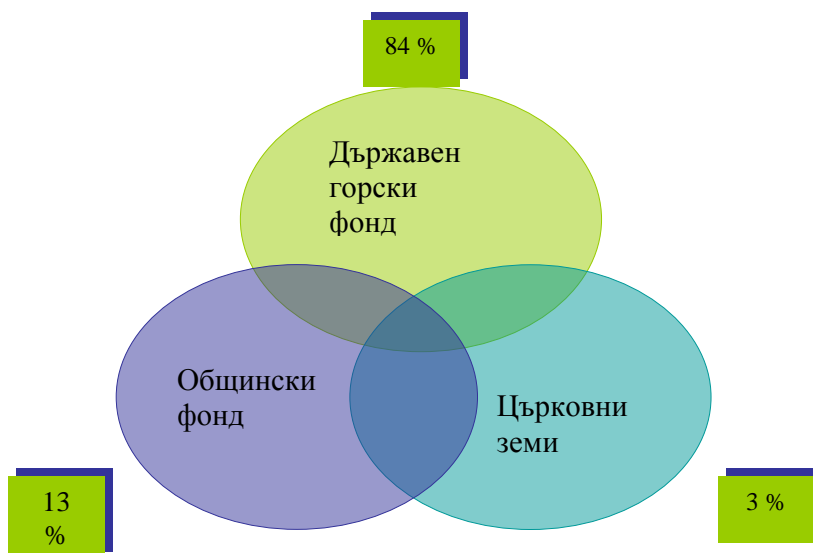 84 %
Държавен
горски
фонд
Общински
фонд
Църковни
земи
13
%
3 %